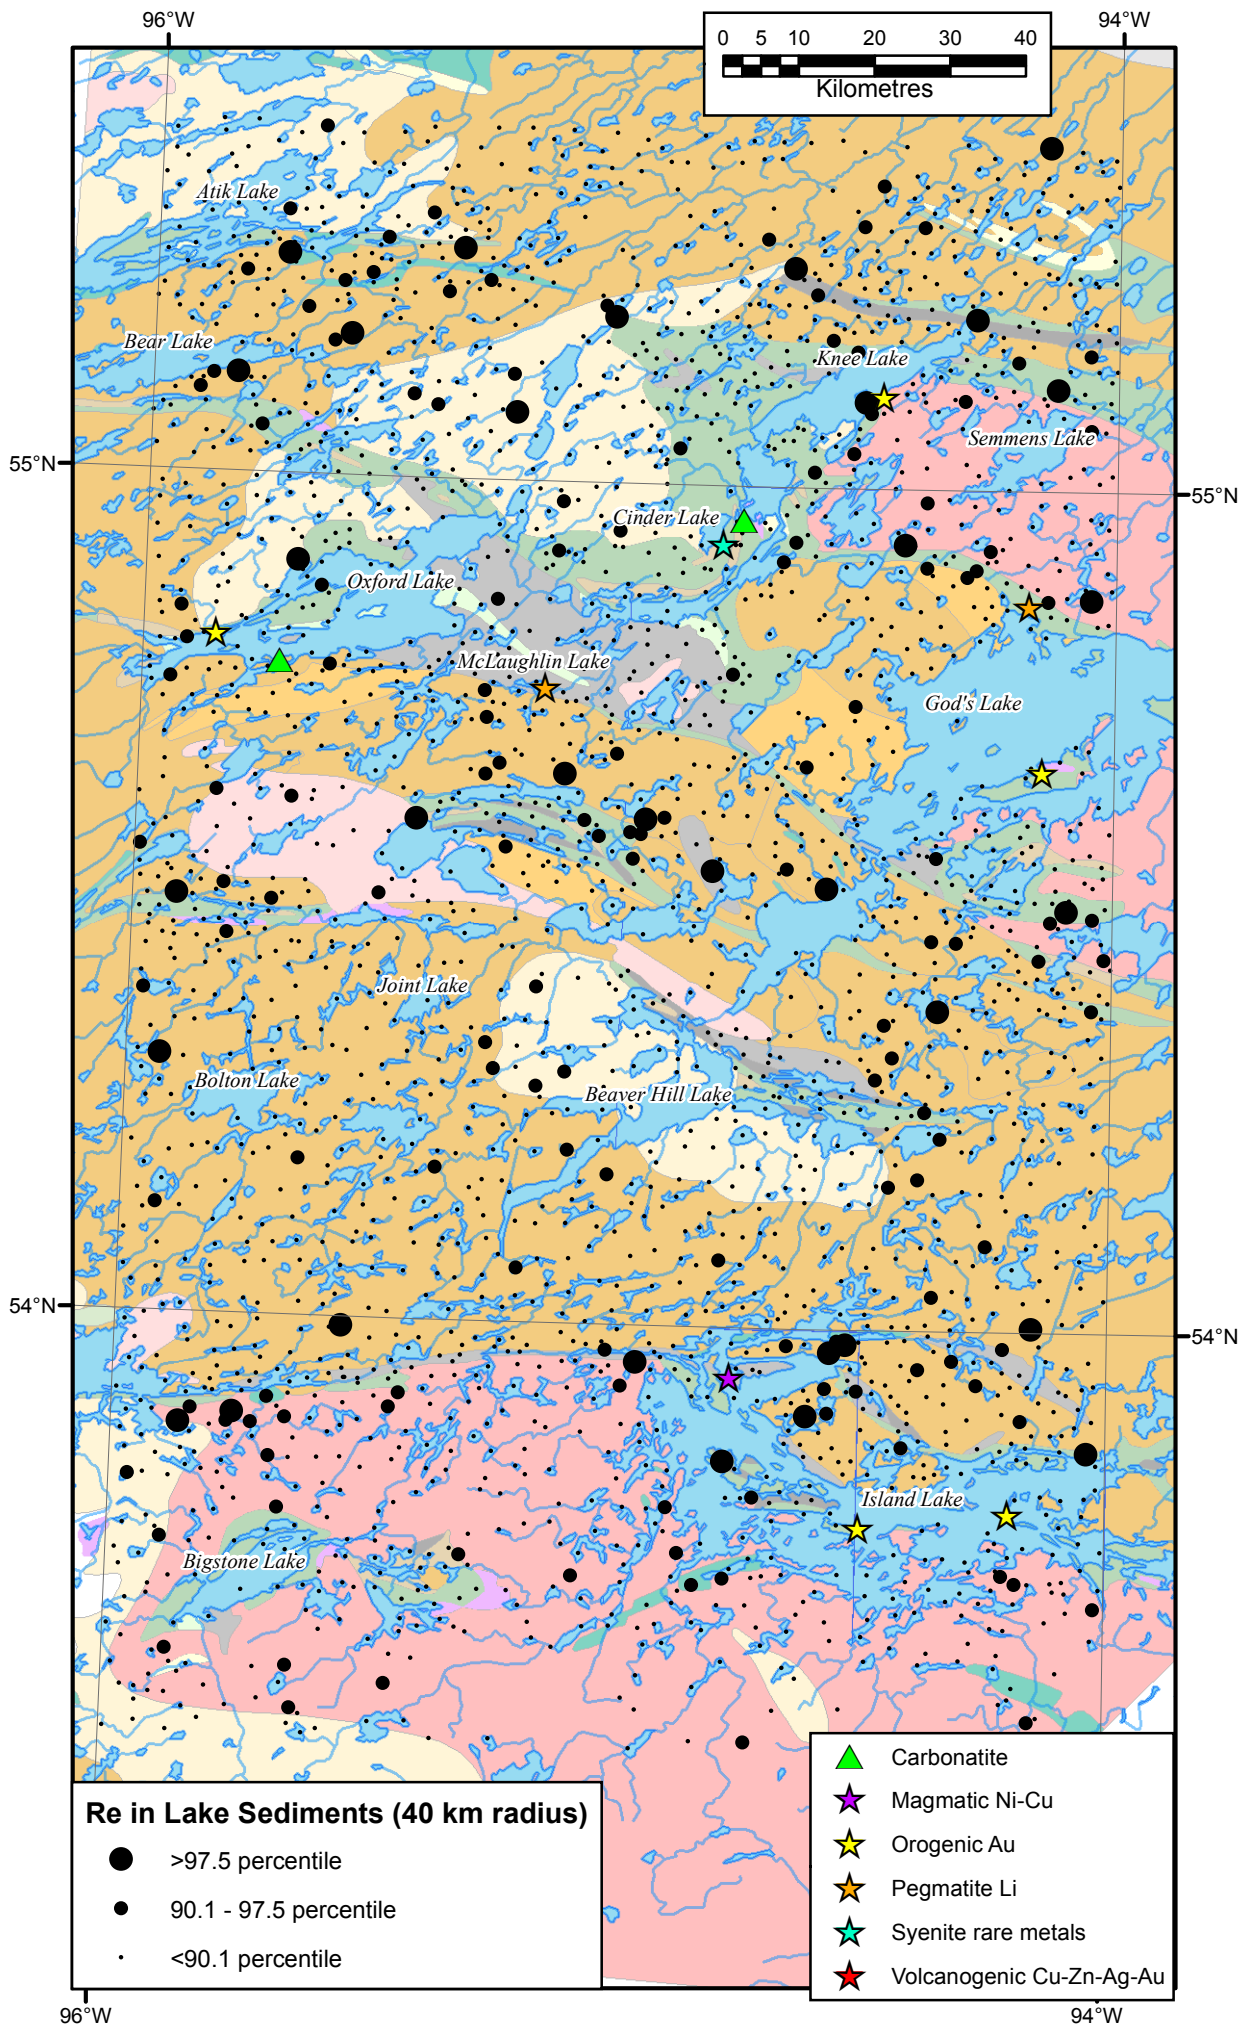 96°W
94°W
0 5 10 20 30 40
Kilometres
Atik Lake
Bear Lake
Knee Lake
Semmens Lake
55°N
55°N
Cinder Lake
Oxford Lake
McLaughlin Lake
God's Lake
Joint Lake
Bolton Lake
Beaver Hill Lake
54°N
54°N
Island Lake
Bigstone Lake
Re in Lake Sediments (40 km radius)
>97.5 percentile
90.1 - 97.5 percentile
<90.1 percentile
Carbonatite
Magmatic Ni-Cu
Orogenic Au
Pegmatite Li
Syenite rare metals
Volcanogenic Cu-Zn-Ag-Au
96°W
94°W